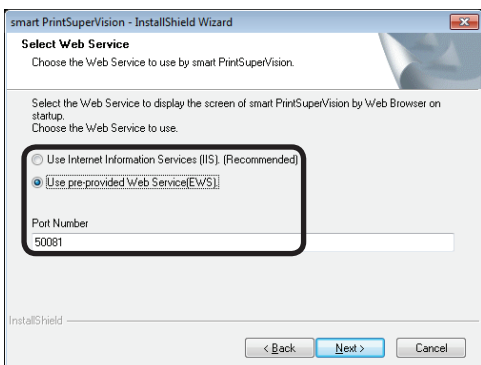 smart PrintSuperVision - InstallShield Wizard
Select Web Service
Choose the Web Service to use by smart PrintSuperVision.
Select the Web Service to display the screen of smart PrintSuperVision by Web Browser on
startup.
Choose the Web Service to use.
Use Internet Information Services (IIS). (Recommended)
Use pre-provided Web Service(EWS).
Port Number
50081
InstallShield
< Back
Next >
Cancel